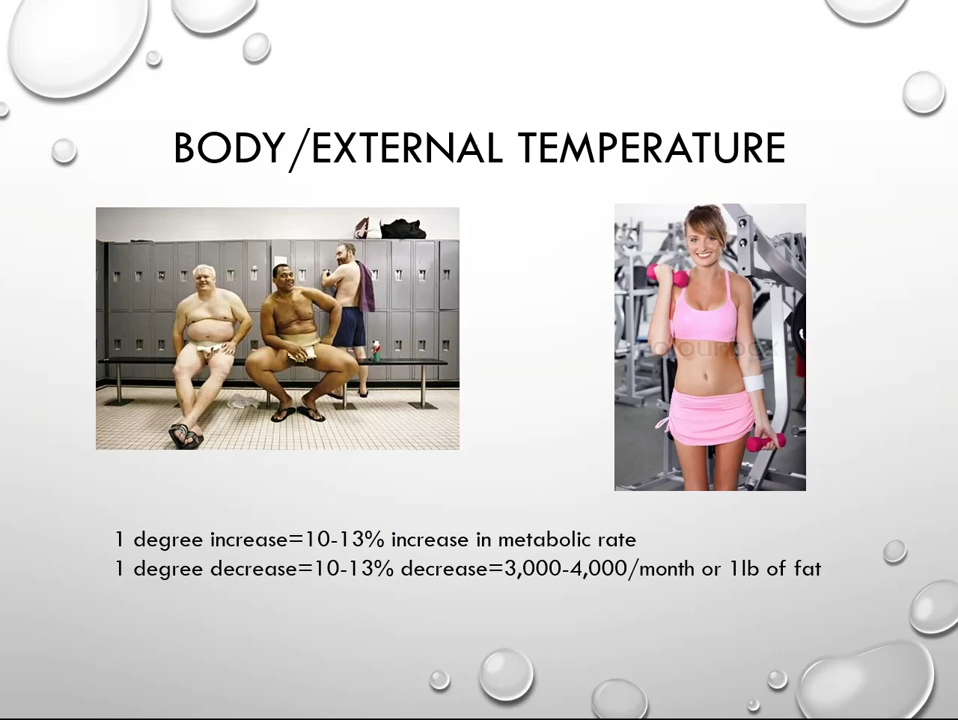 BODY/EXTERNAL TEMPERATURE
1 degree increase=10-13% increase in metabolic rate
1 degree decrease=10-13% decrease=3,000-4,000/month or 1lb of fat